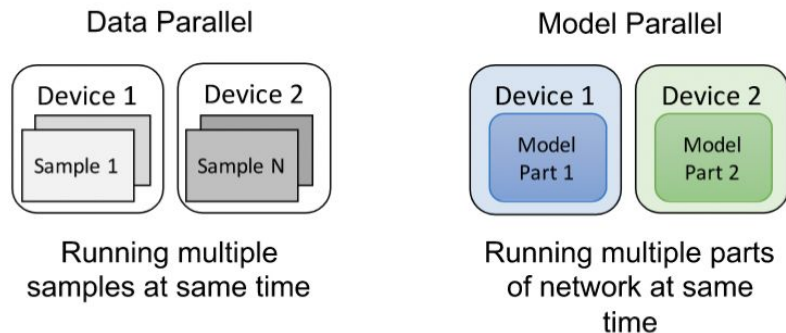 Data Parallel
Device 1
Sample 1
Device 2
Sample N
Running multiple
samples at same time
Model Parallel
Device 1
Model
Part 1
Device 2
Model
Part 2
Running multiple parts
of network at same
time